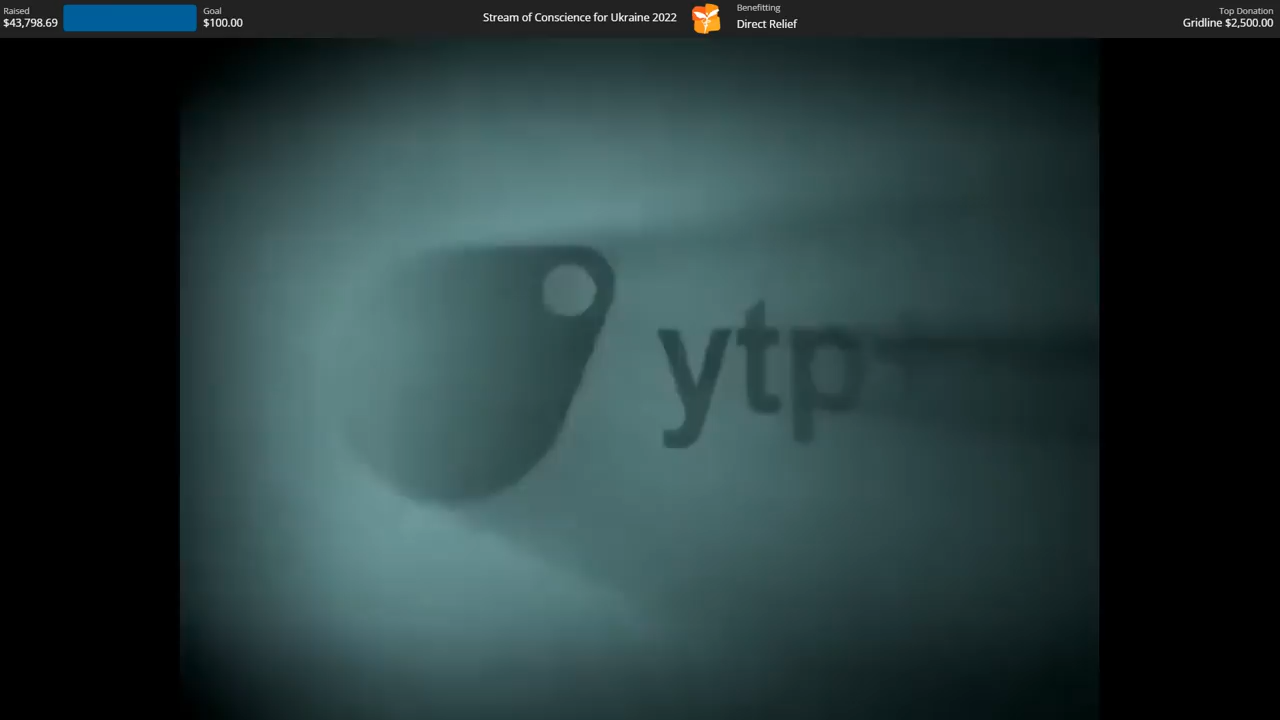 Raised
$43,798.69
Goal
$100.00
Stream of Conscience for Ukraine 2022
Benefitting
Direct Relief
Top Donation
Gridline $2,500.00
ytp